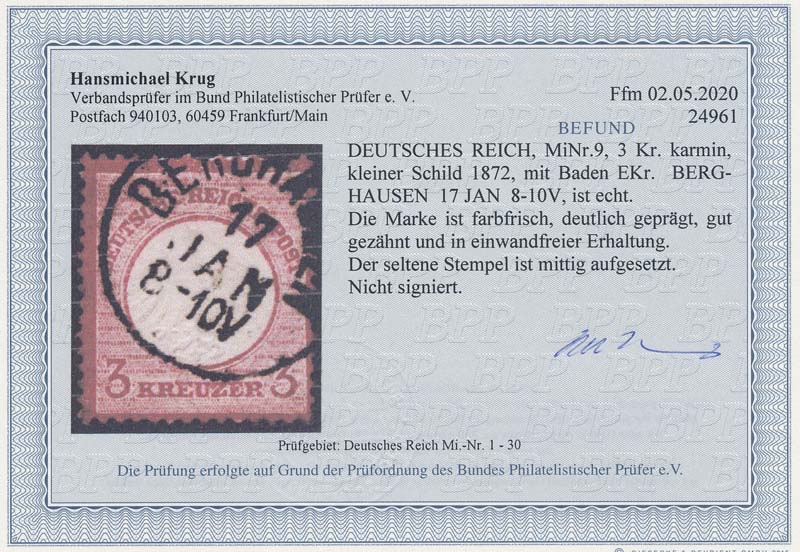 Hansmichael Krug
Verbandsprüfer im Bund Philatelistischer Prüfer e. V.
Postfach 940103, 60459 Frankfurt/Main
Ffm 02.05.2020
24961
BEFUND
DEUTSCHES REICH, MiNr.9, 3 Kr. karmin,
kleiner Schild 1872, mit Baden EKr. BERG-
HAUSEN 17 JAN 8-10V, ist echt.
Die Marke ist farbfrisch, deutlich geprägt, gut
gezähnt und in einwandfreier Erhaltung.
Der seltene Stempel ist mittig aufgesetzt.
Nicht signiert.
17
JAN
8-10V
3 KREUZER 3
Prüfgebiet: Deutsches Reich Mi.-Nr. 1 - 30
Die Prüfung erfolgte auf Grund der Prüfordnung des Bundes Philatelistischer Prüfer e.V.
BPP